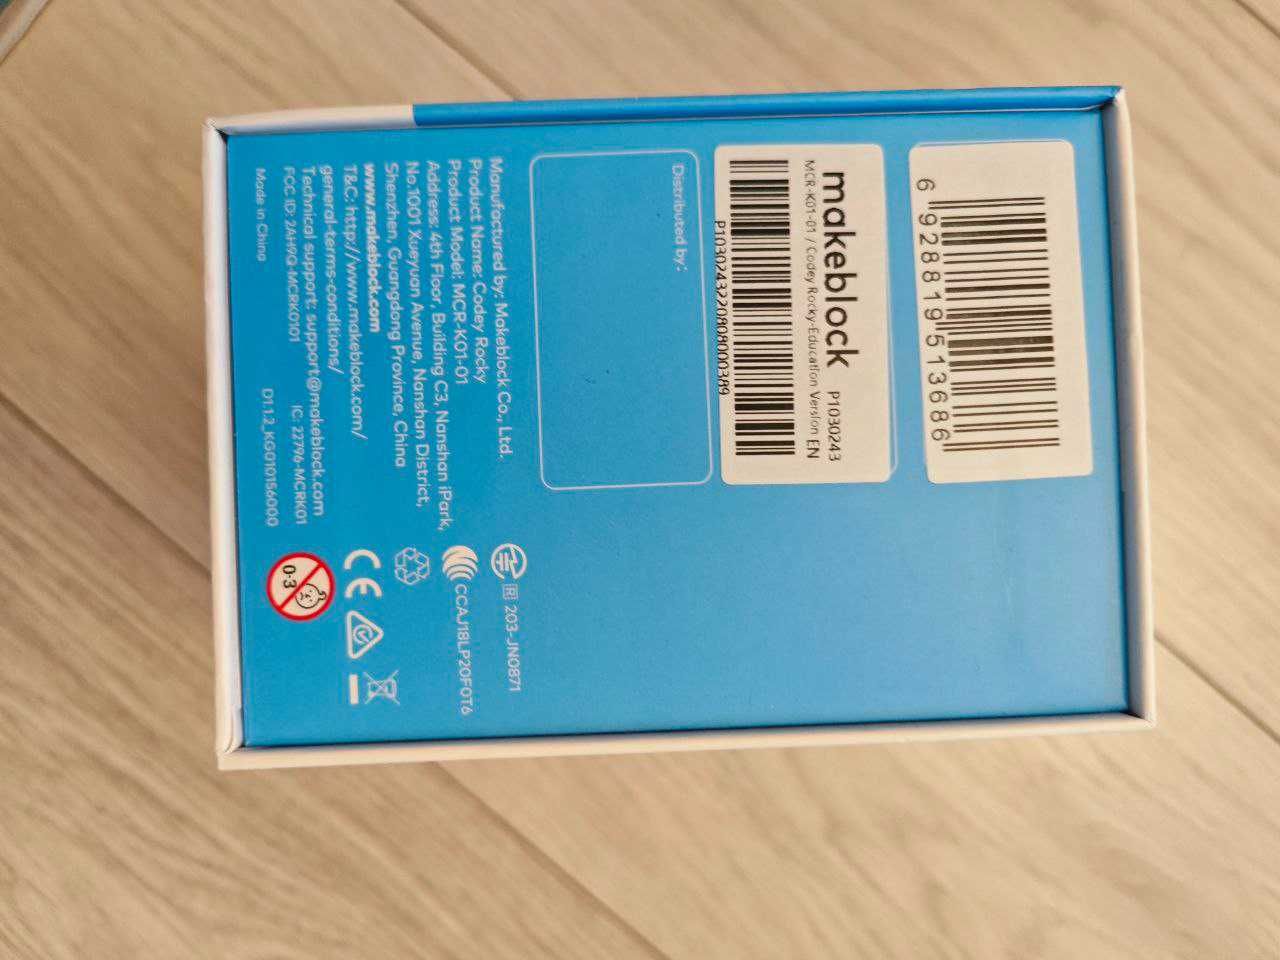 6 928819 513686
makeblock P1030243
MCR-K01-01 / Codey Rocky-Education Version EN
P1030243220808000389
Distributed by:
Manufactured by: Makeblock Co., Ltd.
Product Name: Codey Rocky
Product Model: MCR-K01-01
Address: 4th Floor, Building C3, Nanshan iPark,
No.1001 Xueyuan Avenue, Nanshan District,
Shenzhen, Guangdong Province, China
www.makeblock.com
T&C: http://www.makeblock.com/
general-terms-conditions/
Technical support: support@makeblock.com
FCC ID: 2AH9Q-MCRK0101 IC: 22796-MCRK01
Made in China D1.1.2_KG010156000
R 203-JN0871
CCAJ18LP20F0T6
CE
0-3